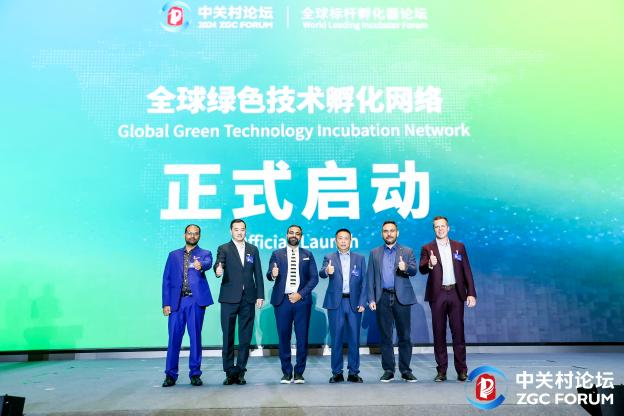 中关村论坛
2024 ZGC FORUM
全球标杆孵化器论坛
World Leading Incubator Forum
全球绿色技术孵化网络
Global Green Technology Incubation Network
正式启动
Official Launch
中关村论坛
ZGC FORUM